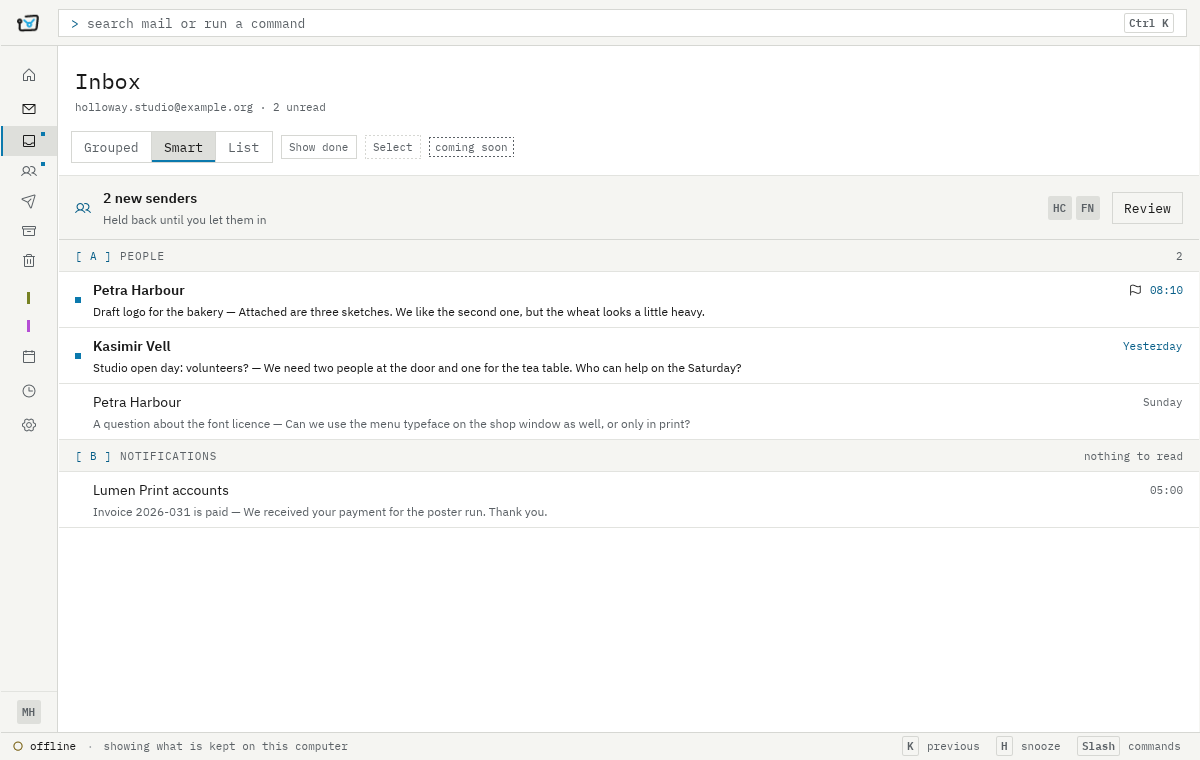 > search mail or run a command Ctrl K
Inbox
holloway.studio@example.org · 2 unread
Grouped Smart List Show done Select coming soon
2 new senders
Held back until you let them in
HC FN Review
[ A ] PEOPLE 2
Petra Harbour 08:10
Draft logo for the bakery — Attached are three sketches. We like the second one, but the wheat looks a little heavy.
Kasimir Vell Yesterday
Studio open day: volunteers? — We need two people at the door and one for the tea table. Who can help on the Saturday?
Petra Harbour Sunday
A question about the font licence — Can we use the menu typeface on the shop window as well, or only in print?
[ B ] NOTIFICATIONS nothing to read
Lumen Print accounts 05:00
Invoice 2026-031 is paid — We received your payment for the poster run. Thank you.
MH
offline · showing what is kept on this computer K previous H snooze Slash commands